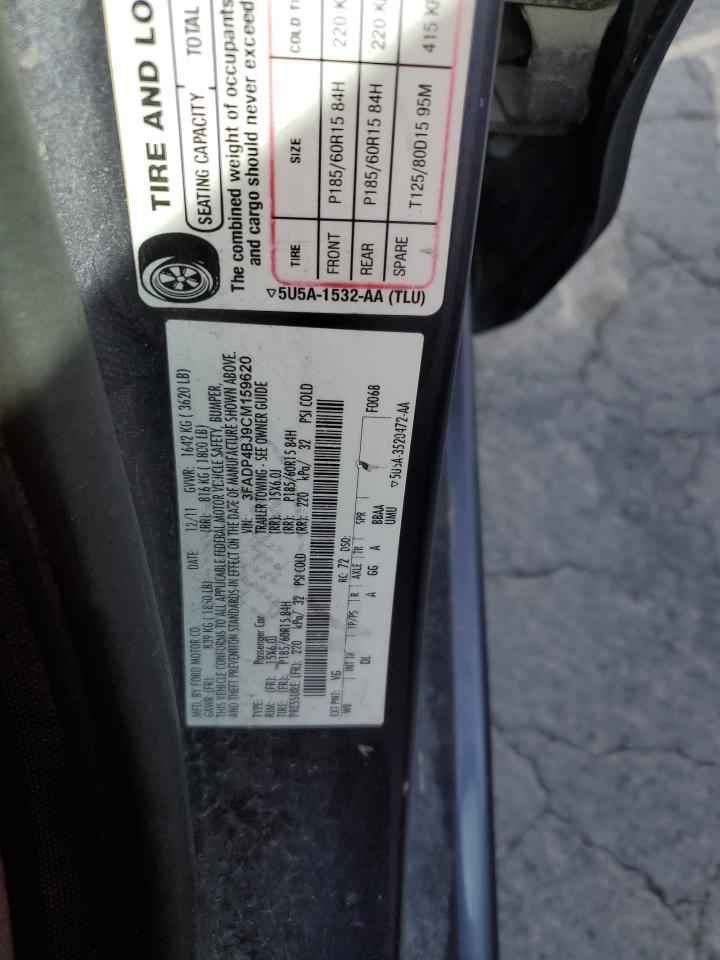 TIRE AND LO
SEATING CAPACITY TOTAL
The combined weight of occupants
and cargo should never exceed
TIRE SIZE COLD TI
FRONT P185/60R15 84H 220 K
REAR P185/60R15 84H 220 K
SPARE T125/80D15 95M 415 KP
▽5U5A-1532-AA (TLU)
MFD. BY FORD MOTOR CO.
DATE: 12/11 GVWR: 1642 KG ( 3620 LB)
GAWR: (FR): 839 KG ( 1850 LB) (RR): 816 KG ( 1800 LB)
THIS VEHICLE CONFORMS TO ALL APPLICABLE FEDERAL MOTOR VEHICLE SAFETY, BUMPER,
AND THEFT PREVENTION STANDARDS IN EFFECT ON THE DATE OF MANUFACTURE SHOWN ABOVE.
VIN: 3FADP4BJ9CM159620
TYPE: Passenger Car TRAILER TOWING - SEE OWNER GUIDE
RIM: (FR): 15X6.0J (RR): 15X6.0J
TIRE: (FR): P185/60R15 84H (RR): P185/60R15 84H
PRESSURE: (FR): 220 kPa/ 32 PSI COLD (RR): 220 kPa/ 32 PSI COLD
EXT PNT: VG RC: 72 DSO: F0068
WB INT TR TP/PS R AXLE TR SPR
DL A GG A BBAA
UMU
▽5U5A-3520472-AA